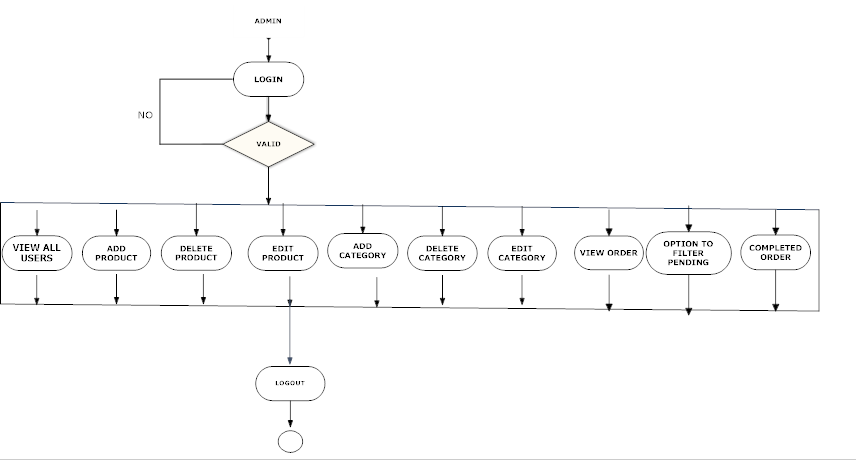 ADMIN
LOGIN
NO
VALID
VIEW ALL
USERS
ADD
PRODUCT
DELETE
PRODUCT
EDIT
PRODUCT
ADD
CATEGORY
DELETE
CATEGORY
EDIT
CATEGORY
VIEW ORDER
OPTION TO
FILTER
PENDING
COMPLETED
ORDER
LOGOUT